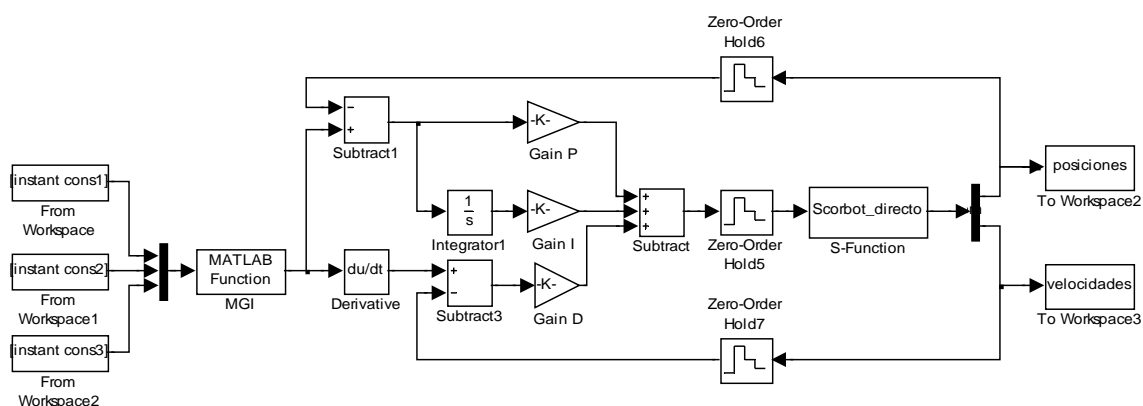 Zero-Order
Hold6
-K-
Gain P
Subtract1
[instant cons1]
From
Workspace
posiciones
To Workspace2
1
s
Integrator1
-K-
Gain I
+
+
+
Subtract
Zero-Order
Hold5
Scorbot_directo
S-Function
−
+
[instant cons2]
From
Workspace1
MATLAB
Function
MGI
du/dt
Derivative
+
−
Subtract3
-K-
Gain D
Zero-Order
Hold7
velocidades
To Workspace3
[instant cons3]
From
Workspace2